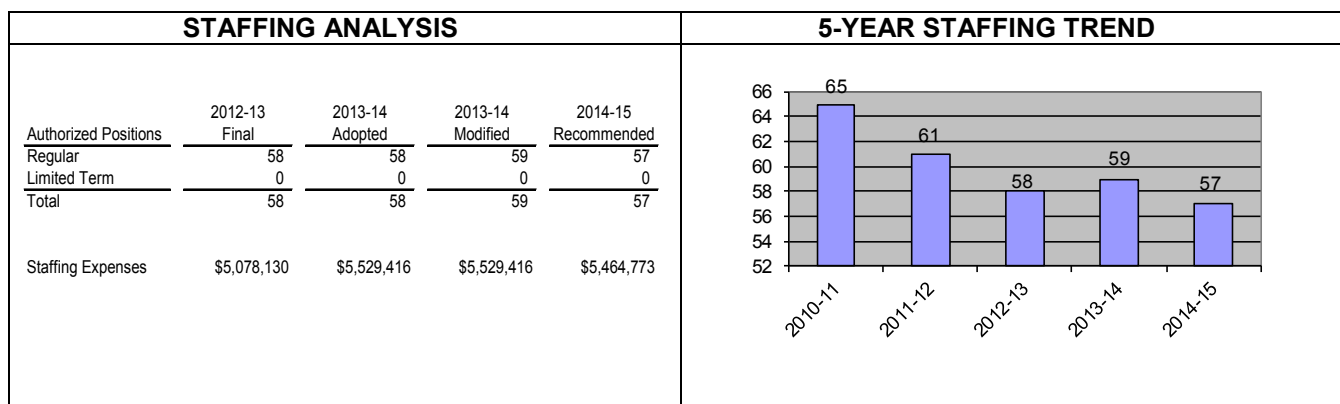 STAFFING ANALYSIS
2012-13 2013-14 2013-14 2014-15
Authorized Positions Final Adopted Modified Recommended
Regular 58 58 59 57
Limited Term 0 0 0 0
Total 58 58 59 57
Staffing Expenses $5,078,130 $5,529,416 $5,529,416 $5,464,773
5-YEAR STAFFING TREND
66
64
62
60
58
56
54
52
65
61
58
59
57
2010-11
2011-12
2012-13
2013-14
2014-15